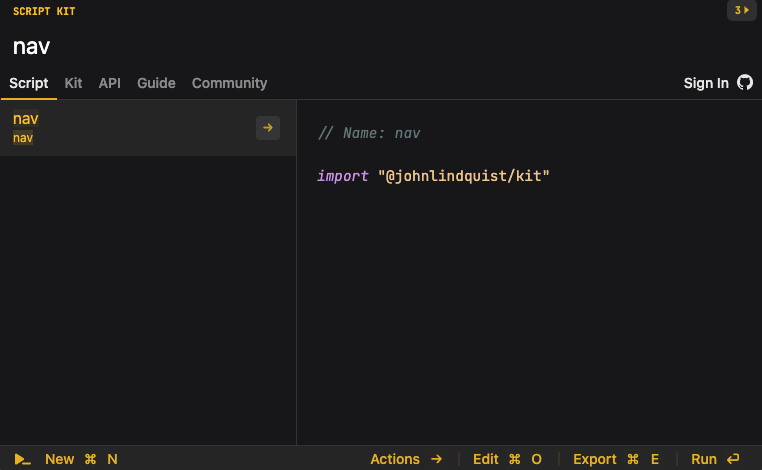 SCRIPT KIT
3
nav
Script Kit API Guide Community Sign In
nav
nav
// Name: nav
import "@johnlindquist/kit"
New ⌘ N Actions → Edit ⌘ O Export ⌘ E Run ↩